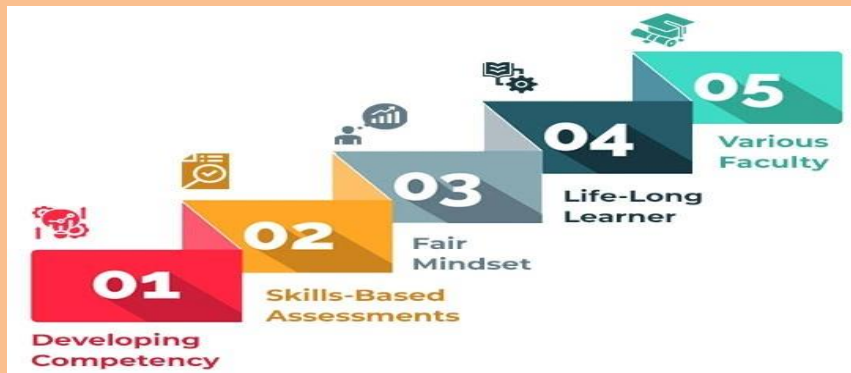 01
Developing
Competency
02
Skills-Based
Assessments
03
Fair
Mindset
04
Life-Long
Learner
05
Various
Faculty